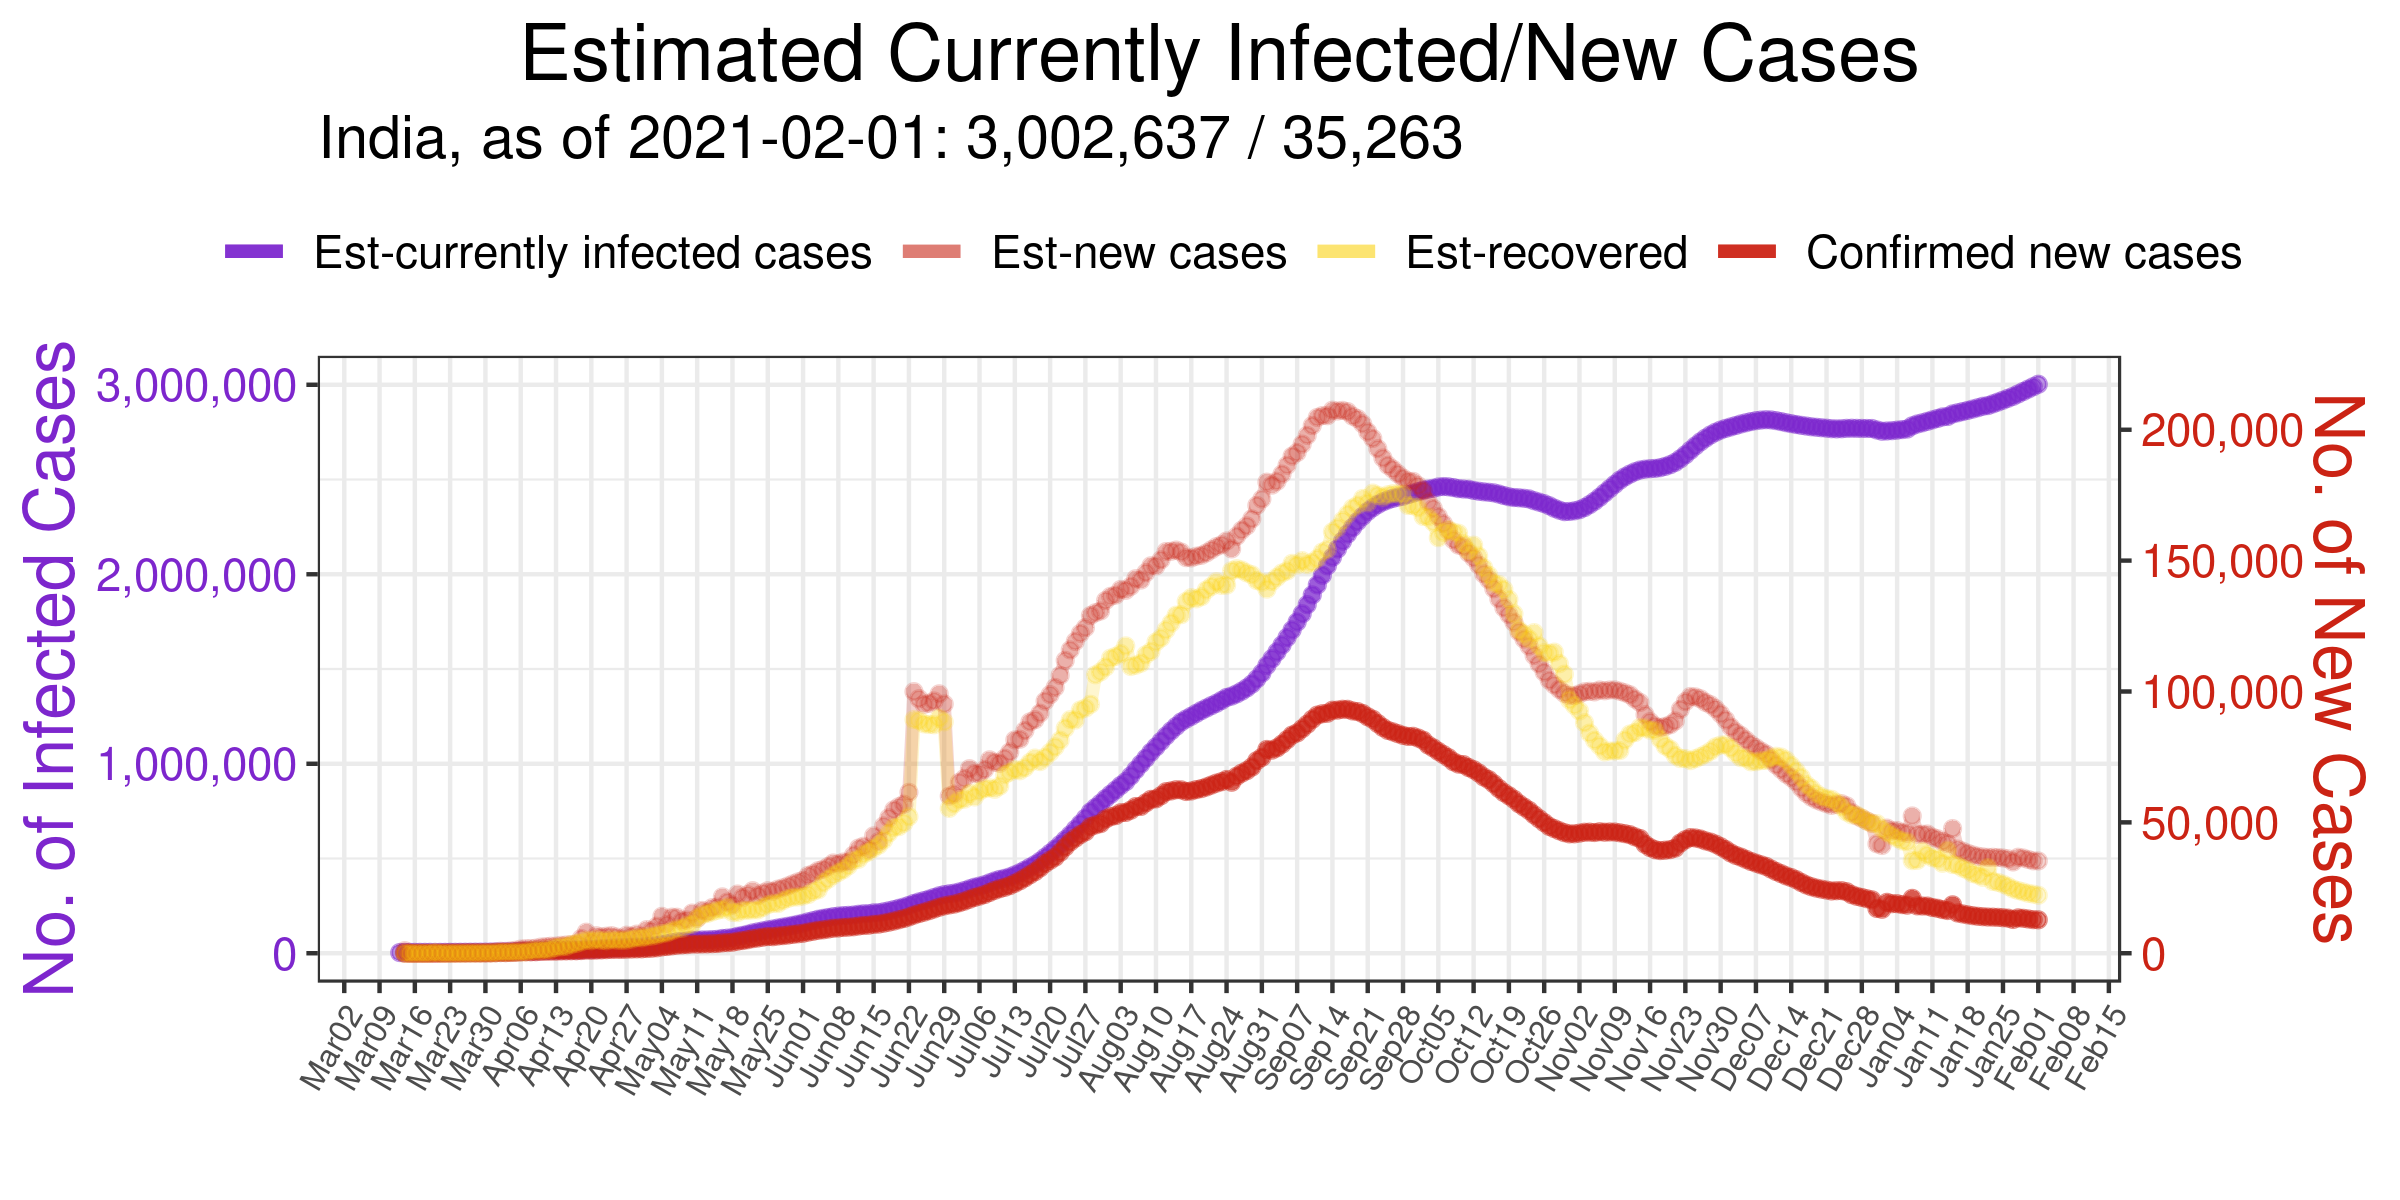 Estimated Currently Infected/New Cases
India, as of 2021-02-01: 3,002,637 / 35,263
Est-currently infected cases Est-new cases Est-recovered Confirmed new cases
No. of Infected Cases
3,000,000
2,000,000
1,000,000
0
200,000
150,000
100,000
50,000
0
No. of New Cases
Mar02 Mar09 Mar16 Mar23 Mar30 Apr06 Apr13 Apr20 Apr27 May04 May11 May18 May25 Jun01 Jun08 Jun15 Jun22 Jun29 Jul06 Jul13 Jul20 Jul27 Aug03 Aug10 Aug17 Aug24 Aug31 Sep07 Sep14 Sep21 Sep28 Oct05 Oct12 Oct19 Oct26 Nov02 Nov09 Nov16 Nov23 Nov30 Dec07 Dec14 Dec21 Dec28 Jan04 Jan11 Jan18 Jan25 Feb01 Feb08 Feb15